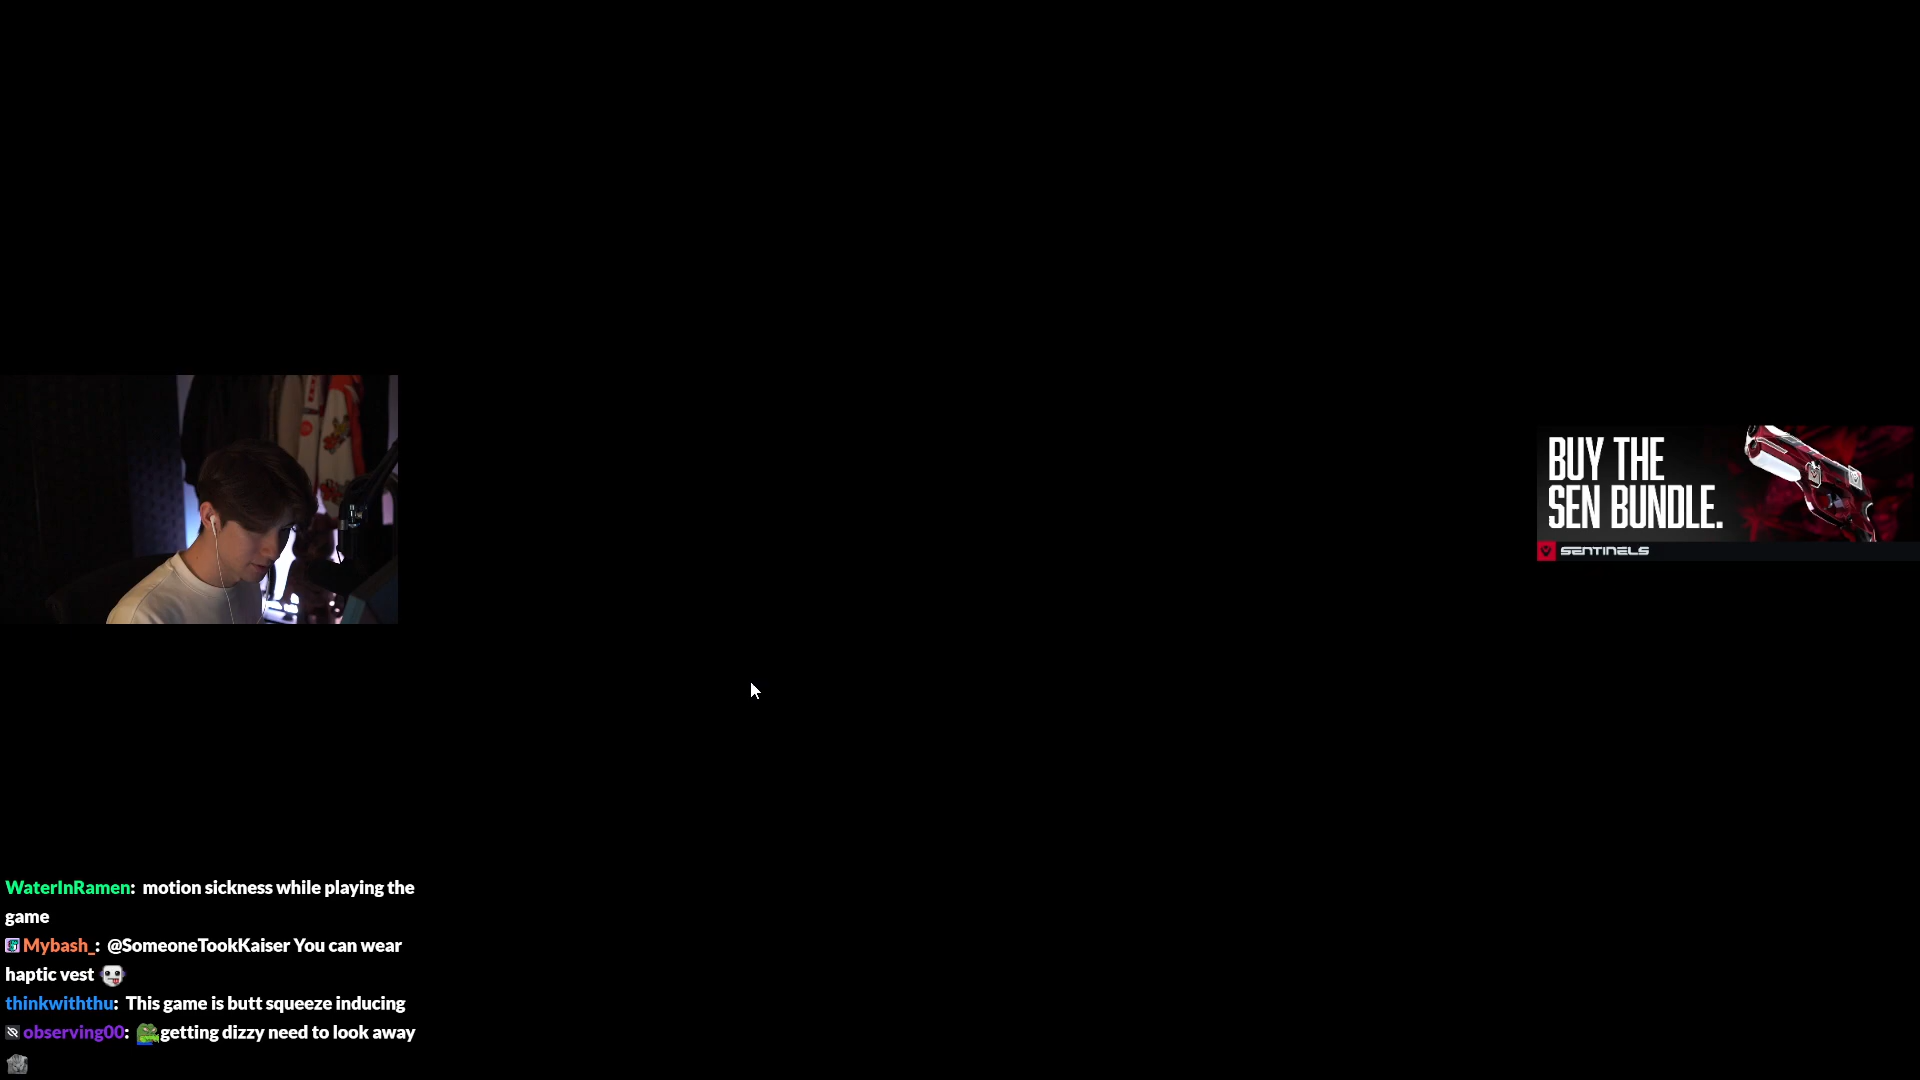 BUY THE
SEN BUNDLE.
SENTINELS
WaterInRamen: motion sickness while playing the
game
Mybash_: @SomeoneTookKaiser You can wear
haptic vest
thinkwiththu: This game is butt squeeze inducing
observing00: getting dizzy need to look away